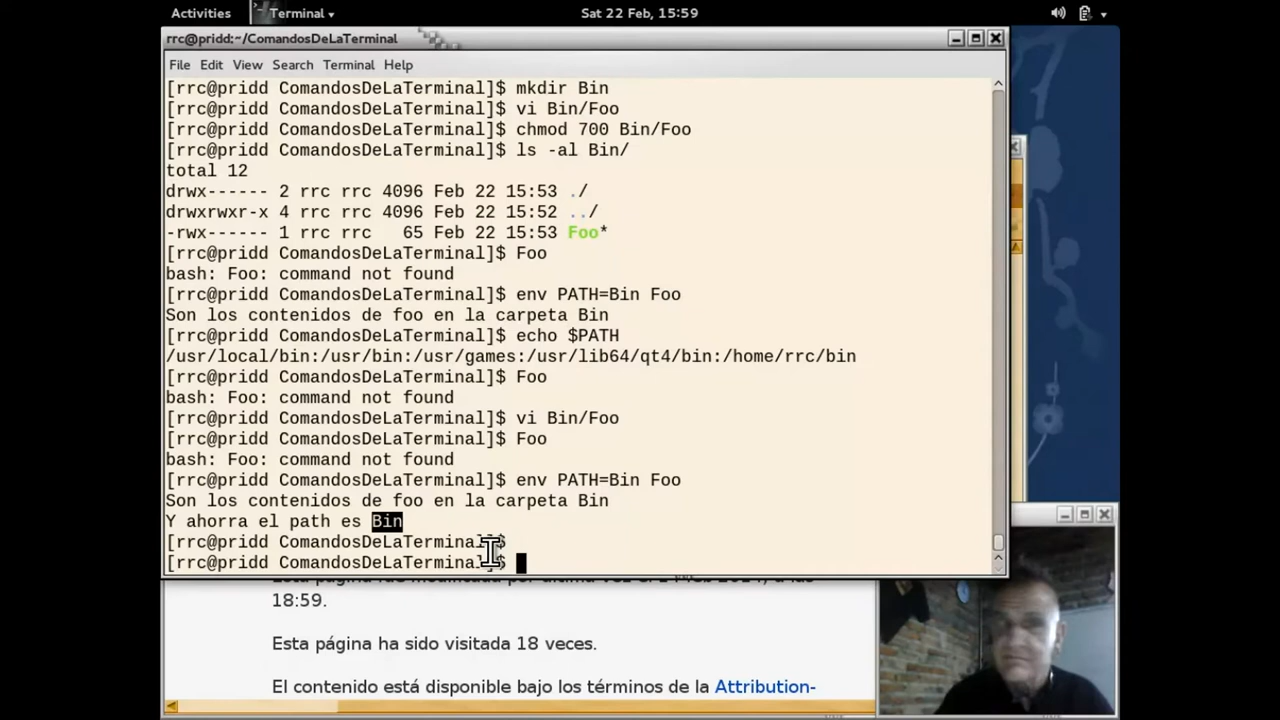 Activities Terminal Sat 22 Feb, 15:59
rrc@pridd:~/ComandosDeLaTerminal
File Edit View Search Terminal Help
[rrc@pridd ComandosDeLaTerminal]$ mkdir Bin
[rrc@pridd ComandosDeLaTerminal]$ vi Bin/Foo
[rrc@pridd ComandosDeLaTerminal]$ chmod 700 Bin/Foo
[rrc@pridd ComandosDeLaTerminal]$ ls -al Bin/
total 12
drwx------ 2 rrc rrc 4096 Feb 22 15:53 ./
drwxrwxr-x 4 rrc rrc 4096 Feb 22 15:52 ../
-rwx------ 1 rrc rrc   65 Feb 22 15:53 Foo*
[rrc@pridd ComandosDeLaTerminal]$ Foo
bash: Foo: command not found
[rrc@pridd ComandosDeLaTerminal]$ env PATH=Bin Foo
Son los contenidos de foo en la carpeta Bin
[rrc@pridd ComandosDeLaTerminal]$ echo $PATH
/usr/local/bin:/usr/bin:/usr/games:/usr/lib64/qt4/bin:/home/rrc/bin
[rrc@pridd ComandosDeLaTerminal]$ Foo
bash: Foo: command not found
[rrc@pridd ComandosDeLaTerminal]$ vi Bin/Foo
[rrc@pridd ComandosDeLaTerminal]$ Foo
bash: Foo: command not found
[rrc@pridd ComandosDeLaTerminal]$ env PATH=Bin Foo
Son los contenidos de foo en la carpeta Bin
Y ahorra el path es Bin
[rrc@pridd ComandosDeLaTerminal]$
[rrc@pridd ComandosDeLaTerminal]$
18:59.
Esta página ha sido visitada 18 veces.
El contenido está disponible bajo los términos de la Attribution-